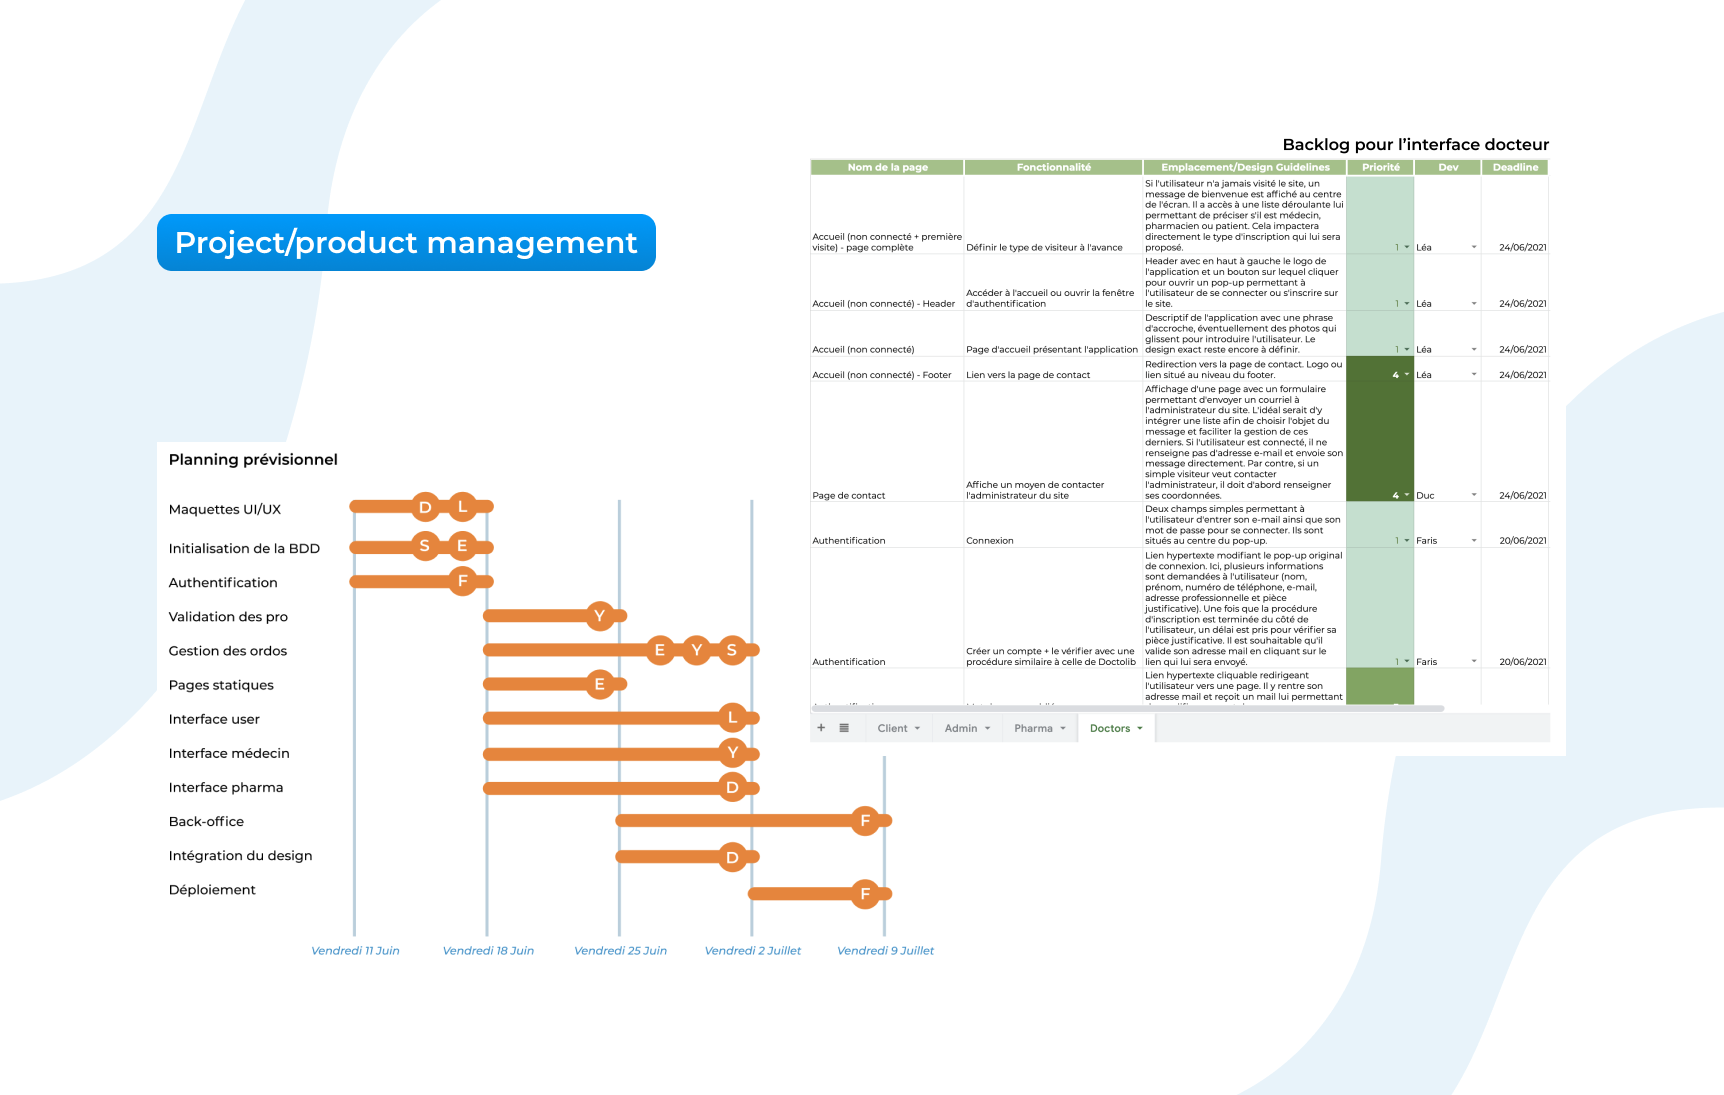 Project/product management
Planning prévisionnel
Maquettes UI/UX
D L
Initialisation de la BDD
S E
Authentification
F
Validation des pro
Y
Gestion des ordos
E Y S
Pages statiques
E
Interface user
L
Interface médecin
Y
Interface pharma
D
Back-office
F
Intégration du design
D
Déploiement
F
Vendredi 11 Juin
Vendredi 18 Juin
Vendredi 25 Juin
Vendredi 2 Juillet
Vendredi 9 Juillet
Backlog pour l'interface docteur
Nom de la page
Fonctionnalité
Emplacement/Design Guidelines
Priorité
Dev
Deadline
Accueil (non connecté + première
visite) - page complète
Définir le type de visiteur à l'avance
Si l'utilisateur n'a jamais visité le site, un
message de bienvenue est affiché au centre
de l'écran. Il a accès à une liste déroulante lui
permettant de préciser s'il est médecin,
pharmacien ou patient. Cela impactera
directement le type d'inscription qui lui sera
proposé.
1
Léa
24/06/2021
Accueil (non connecté) - Header
Accéder à l'accueil ou ouvrir la fenêtre
d'authentification
Header avec en haut à gauche le logo de
l'application et un bouton sur lequel cliquer
pour ouvrir un pop-up permettant à
l'utilisateur de se connecter ou s'inscrire sur
le site.
1
Léa
24/06/2021
Accueil (non connecté)
Page d'accueil présentant l'application
Descriptif de l'application avec une phrase
d'accroche, éventuellement des photos qui
glissent pour introduire l'utilisateur. Le
design exact reste encore à définir.
1
Léa
24/06/2021
Accueil (non connecté) - Footer
Lien vers la page de contact
Redirection vers la page de contact. Logo ou
lien situé au niveau du footer.
4
Léa
24/06/2021
Page de contact
Affiche un moyen de contacter
l'administrateur du site
Affichage d'une page avec un formulaire
permettant d'envoyer un courriel à
l'administrateur du site. L'idéal serait d'y
intégrer une liste afin de choisir l'objet du
message et faciliter la gestion de ces
derniers. Si l'utilisateur est connecté, il ne
renseigne pas d'adresse e-mail et envoie son
message directement. Par contre, si un
simple visiteur veut contacter
l'administrateur, il doit d'abord renseigner
ses coordonnées.
4
Duc
24/06/2021
Authentification
Connexion
Deux champs simples permettant à
l'utilisateur d'entrer son e-mail ainsi que son
mot de passe pour se connecter. Ils sont
situés au centre du pop-up.
1
Faris
20/06/2021
Authentification
Créer un compte + le vérifier avec une
procédure similaire à celle de Doctolib
Lien hypertexte modifiant le pop-up original
de connexion. Ici, plusieurs informations
sont demandées à l'utilisateur (nom,
prénom, numéro de téléphone, e-mail,
adresse professionnelle et pièce
justificative). Une fois que la procédure
d'inscription est terminée du côté de
l'utilisateur, un délai est pris pour vérifier sa
pièce justificative. Il est souhaitable qu'il
valide son adresse mail en cliquant sur le
lien qui lui sera envoyé.
1
Faris
20/06/2021
Lien hypertexte cliquable redirigeant
l'utilisateur vers une page. Il y rentre son
adresse mail et reçoit un mail lui permettant
Client
Admin
Pharma
Doctors